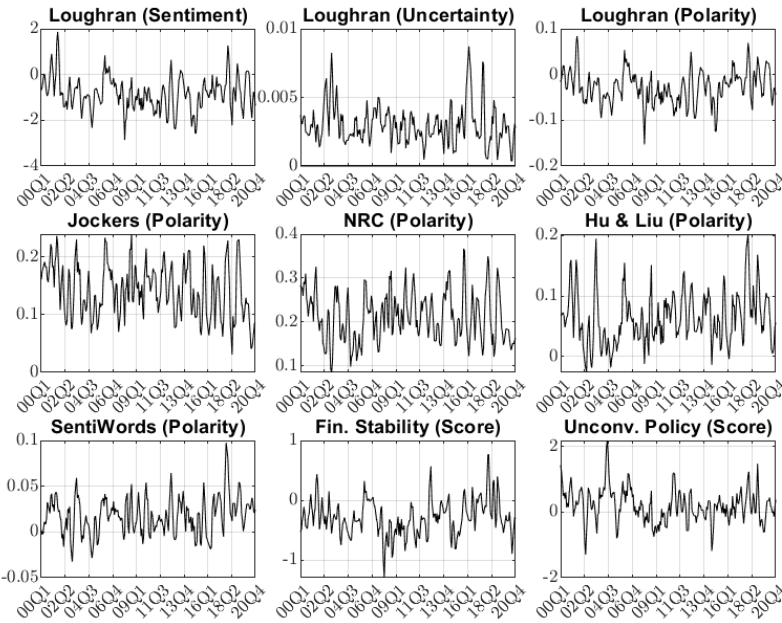 Loughran (Sentiment)
2
0
-2
-4
00Q1 02Q2 04Q3 06Q4 09Q1 11Q3 13Q4 16Q1 18Q2 20Q4
Loughran (Uncertainty)
0.01
0.005
0
00Q1 02Q2 04Q3 06Q4 09Q1 11Q3 13Q4 16Q1 18Q2 20Q4
Loughran (Polarity)
0.1
0
-0.1
-0.2
00Q1 02Q2 04Q3 06Q4 09Q1 11Q3 13Q4 16Q1 18Q2 20Q4
Jockers (Polarity)
0.2
0.1
0
00Q1 02Q2 04Q3 06Q4 09Q1 11Q3 13Q4 16Q1 18Q2 20Q4
NRC (Polarity)
0.4
0.3
0.2
0.1
00Q1 02Q2 04Q3 06Q4 09Q1 11Q3 13Q4 16Q1 18Q2 20Q4
Hu & Liu (Polarity)
0.2
0.1
0
00Q1 02Q2 04Q3 06Q4 09Q1 11Q3 13Q4 16Q1 18Q2 20Q4
SentiWords (Polarity)
0.1
0.05
0
-0.05
00Q1 02Q2 04Q3 06Q4 09Q1 11Q3 13Q4 16Q1 18Q2 20Q4
Fin. Stability (Score)
1
0
-1
00Q1 02Q2 04Q3 06Q4 09Q1 11Q3 13Q4 16Q1 18Q2 20Q4
Unconv. Policy (Score)
2
0
-2
00Q1 02Q2 04Q3 06Q4 09Q1 11Q3 13Q4 16Q1 18Q2 20Q4